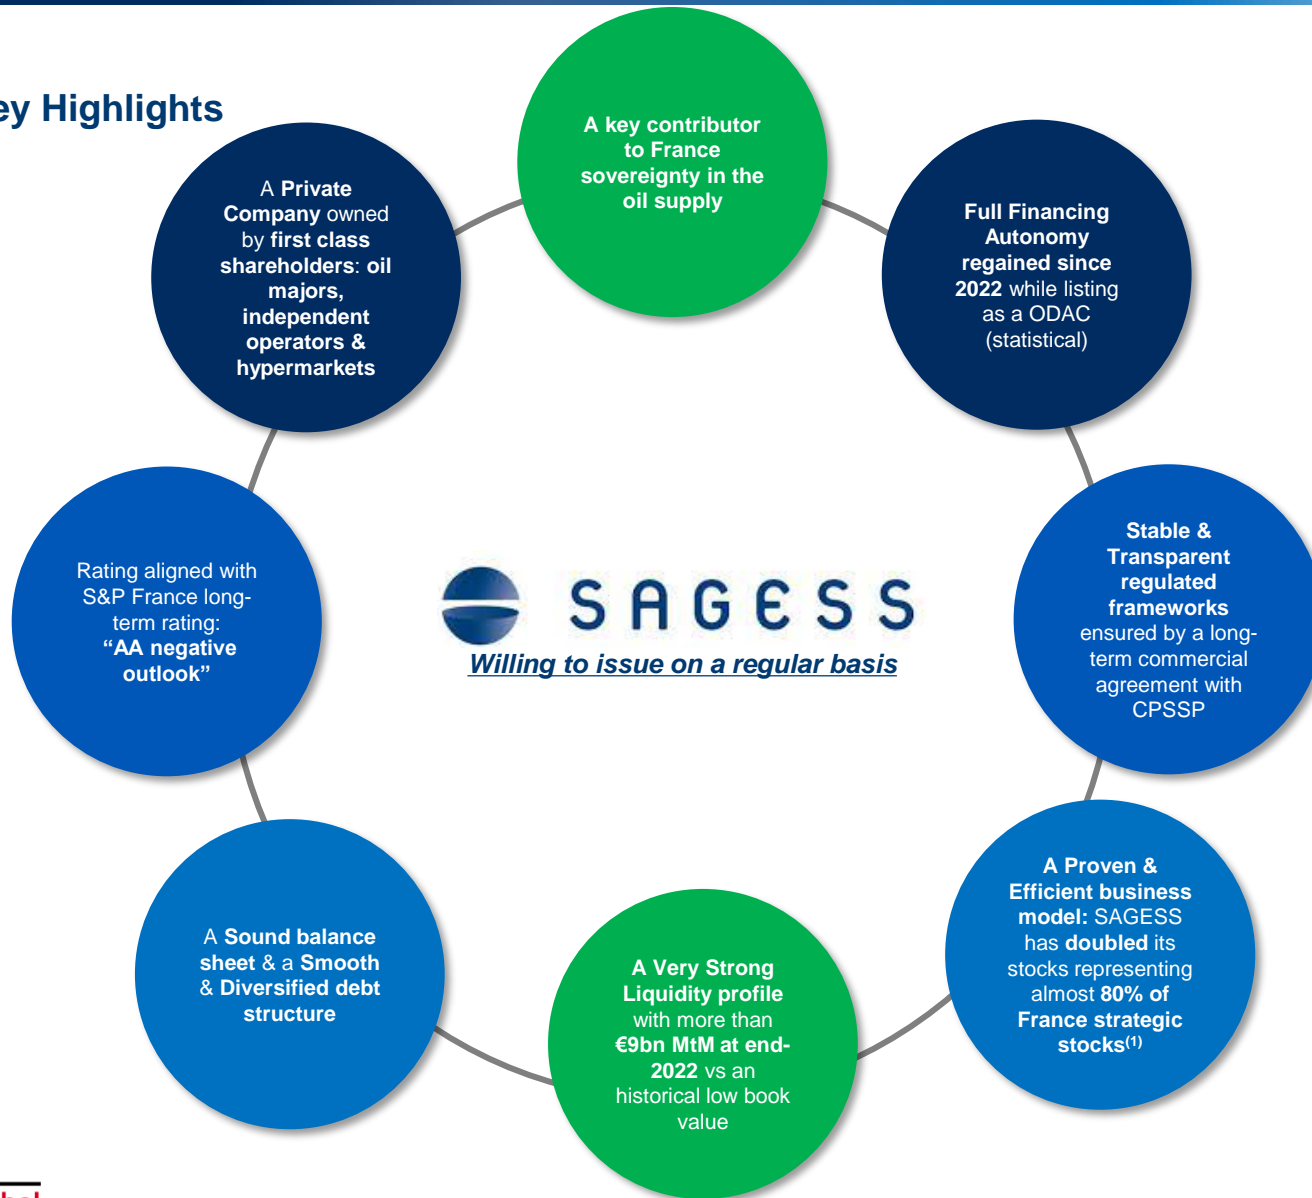 ey Highlights
A key contributor
to France
sovereignty in the
oil supply
A Private
Company owned
by first class
shareholders: oil
majors,
independent
operators &
hypermarkets
Full Financing
Autonomy
regained since
2022 while listing
as a ODAC
(statistical)
Rating aligned with
S&P France long-
term rating:
“AA negative
outlook”
SAGESS
Willing to issue on a regular basis
Stable &
Transparent
regulated
frameworks
ensured by a long-
term commercial
agreement with
CPSSP
A Sound balance
sheet & a Smooth
& Diversified debt
structure
A Very Strong
Liquidity profile
with more than
€9bn MtM at end-
2022 vs an
historical low book
value
A Proven &
Efficient business
model: SAGESS
has doubled its
stocks representing
almost 80% of
France strategic
stocks(1)